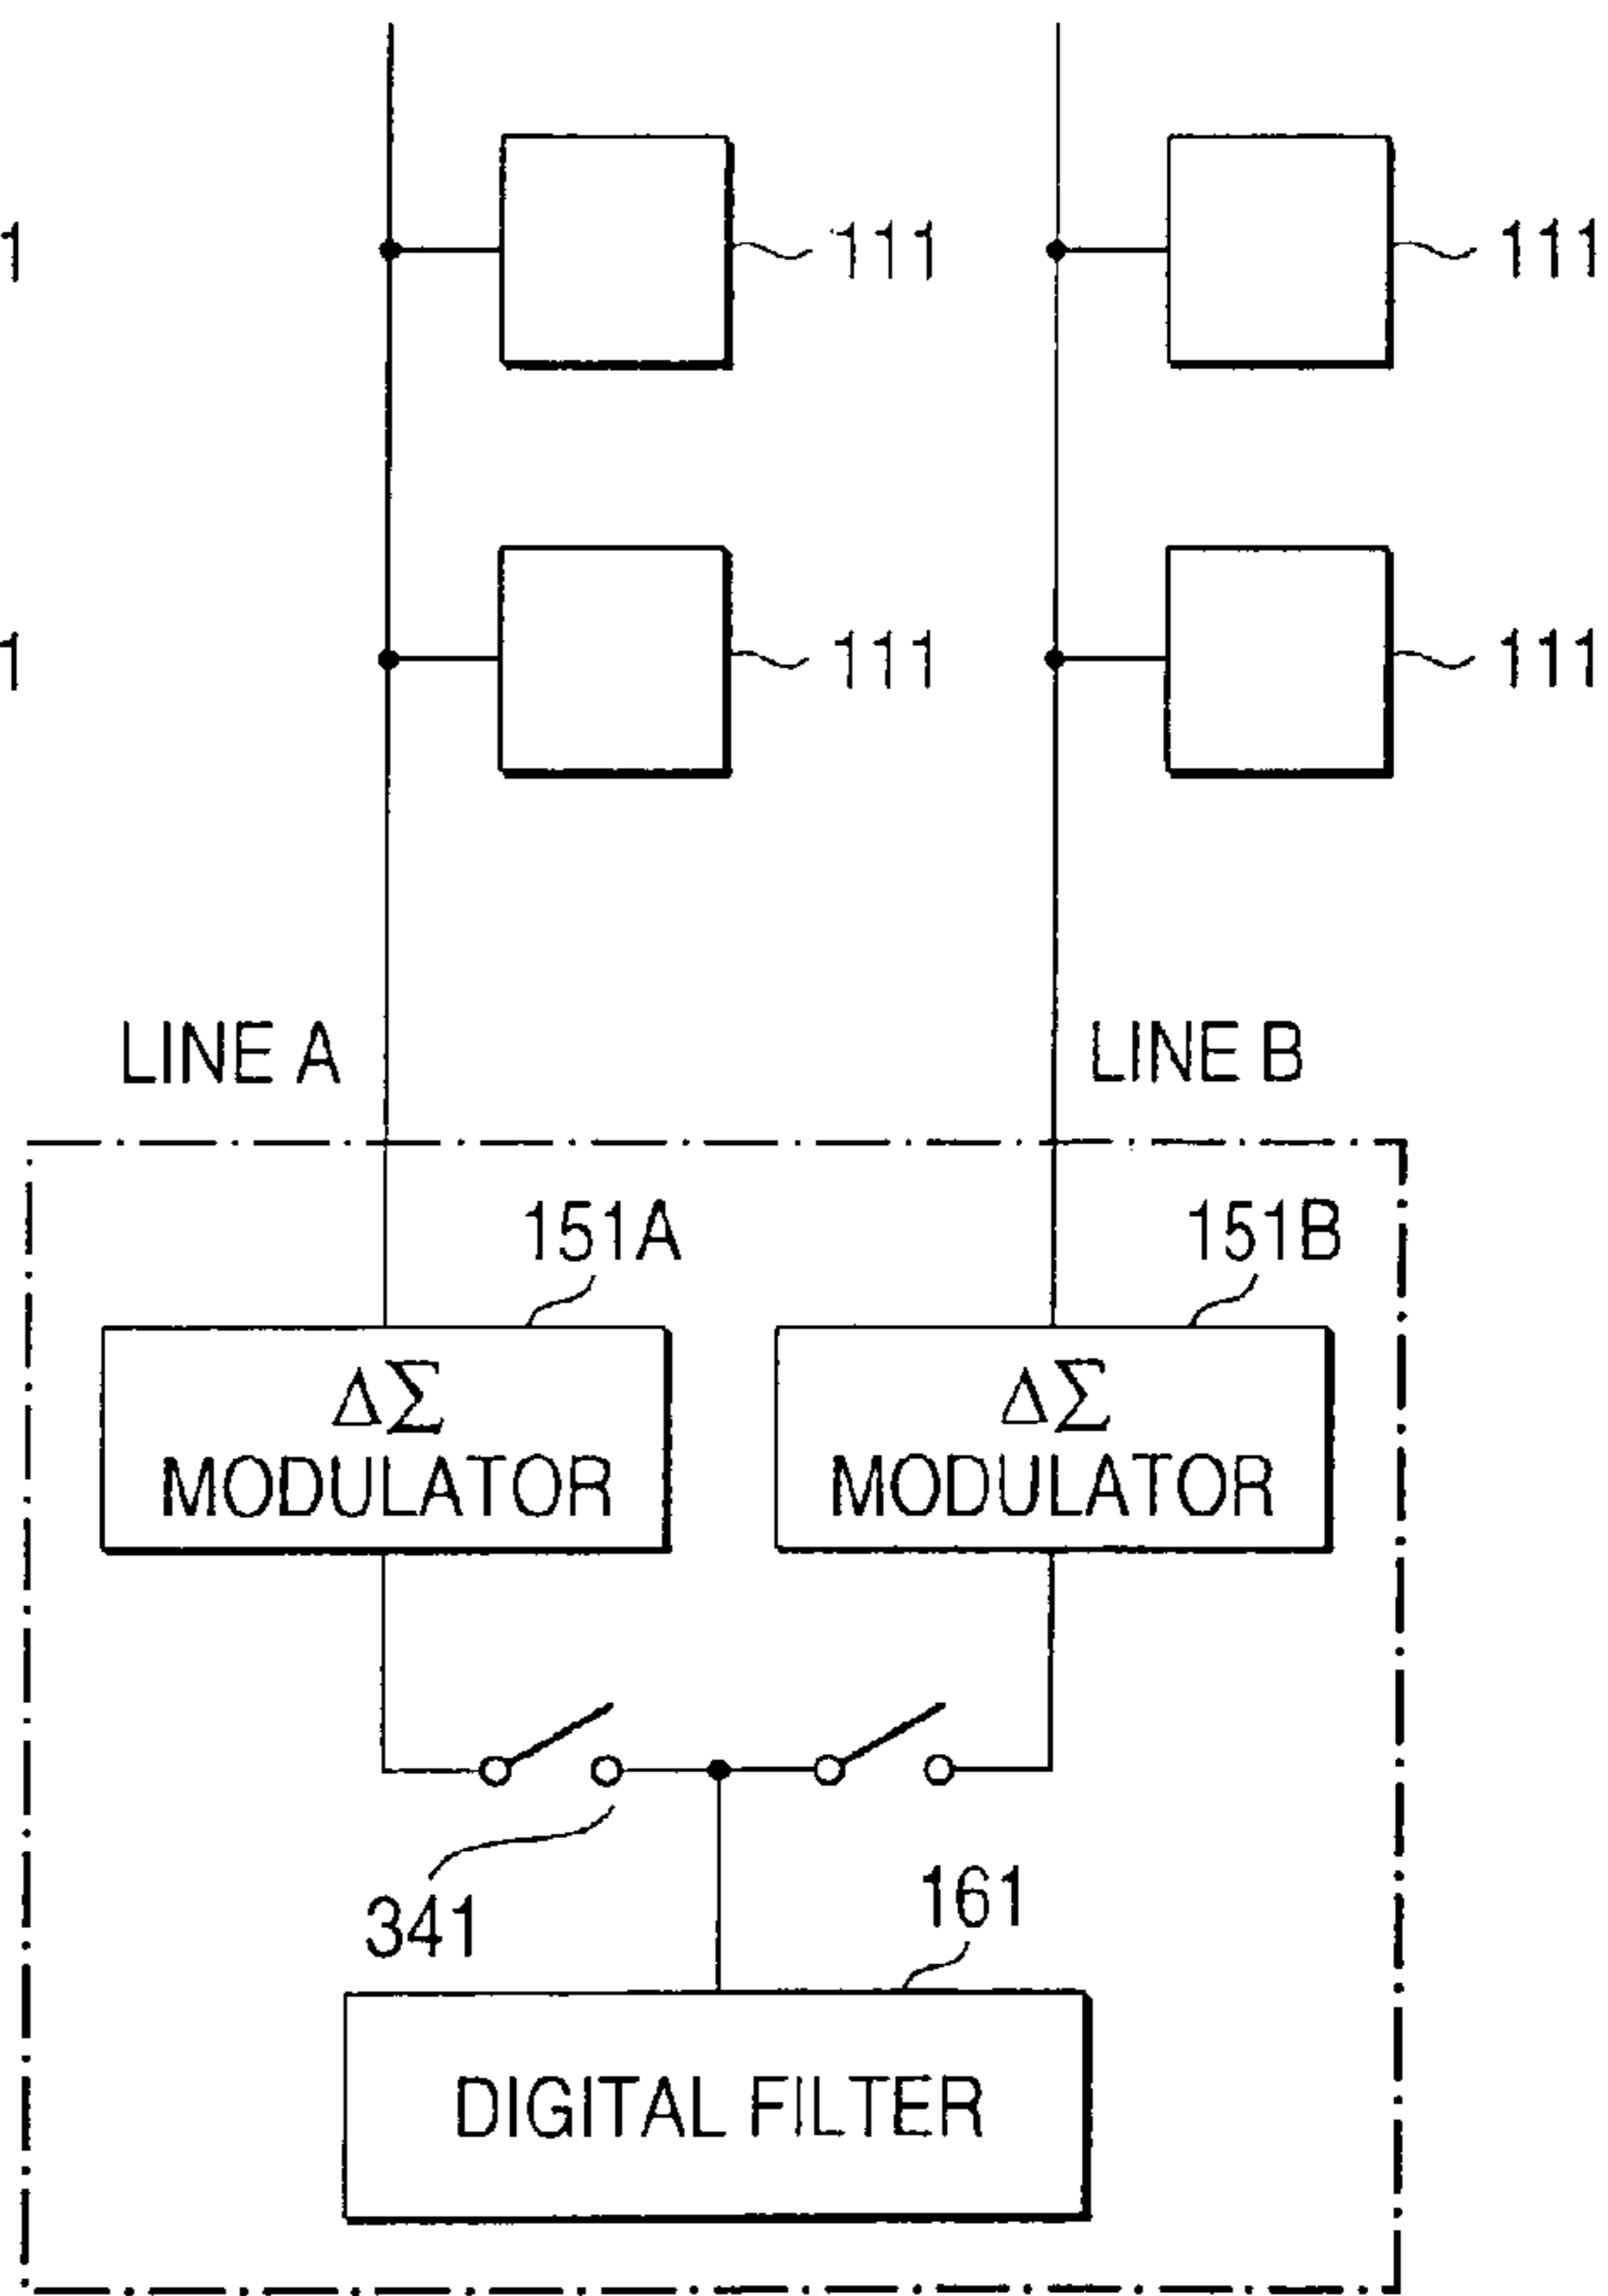 1 111 111
1 111 111
LINE A LINE B
151A 151B
ΔΣ ΔΣ
MODULATOR MODULATOR
341
161
DIGITAL FILTER